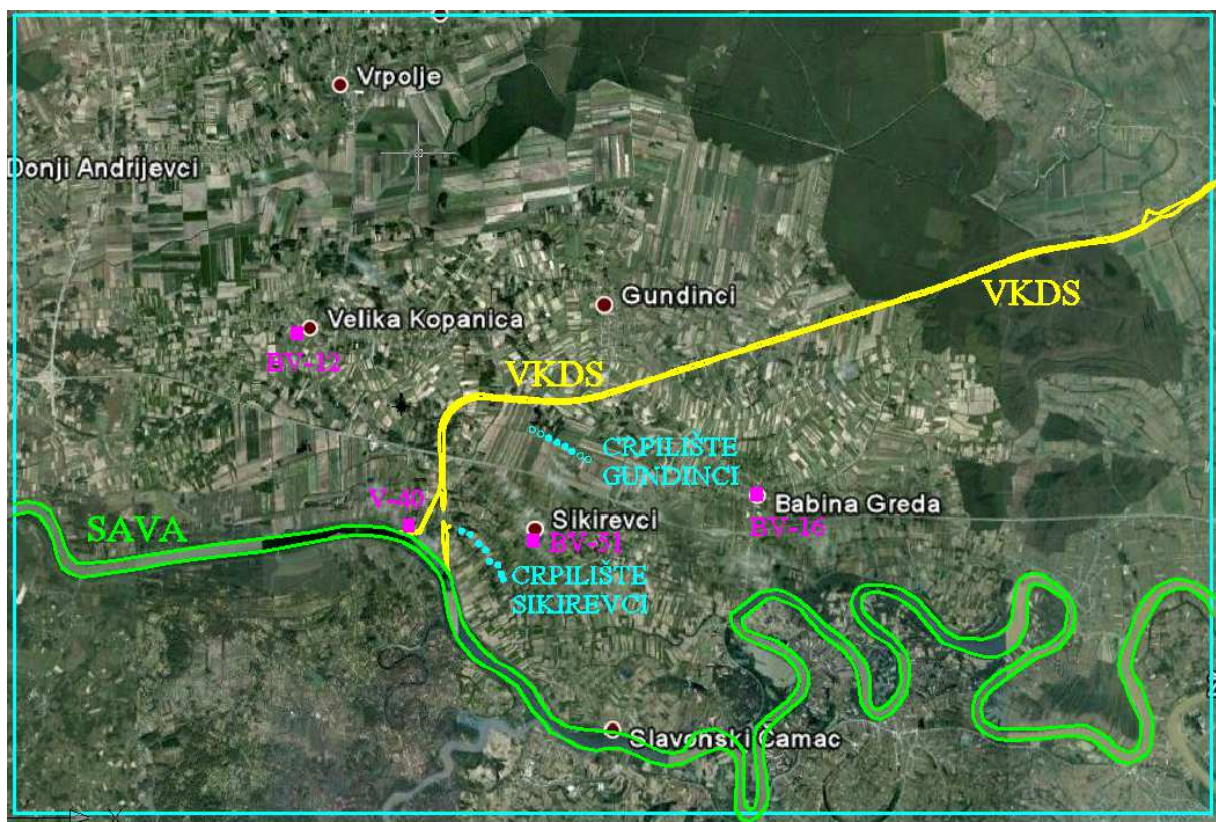 Vrpolje
Donji Andrijevci
Gundinci
VKDS
Velika Kopanica
BV-12
VKDS
CRPILIŠTE
GUNDINCI
V-40
Babina Greda
SAVA
Sikirevci
BV-16
BV-51
CRPILIŠTE
SIKIREVCI
Slavonski Čamac
X